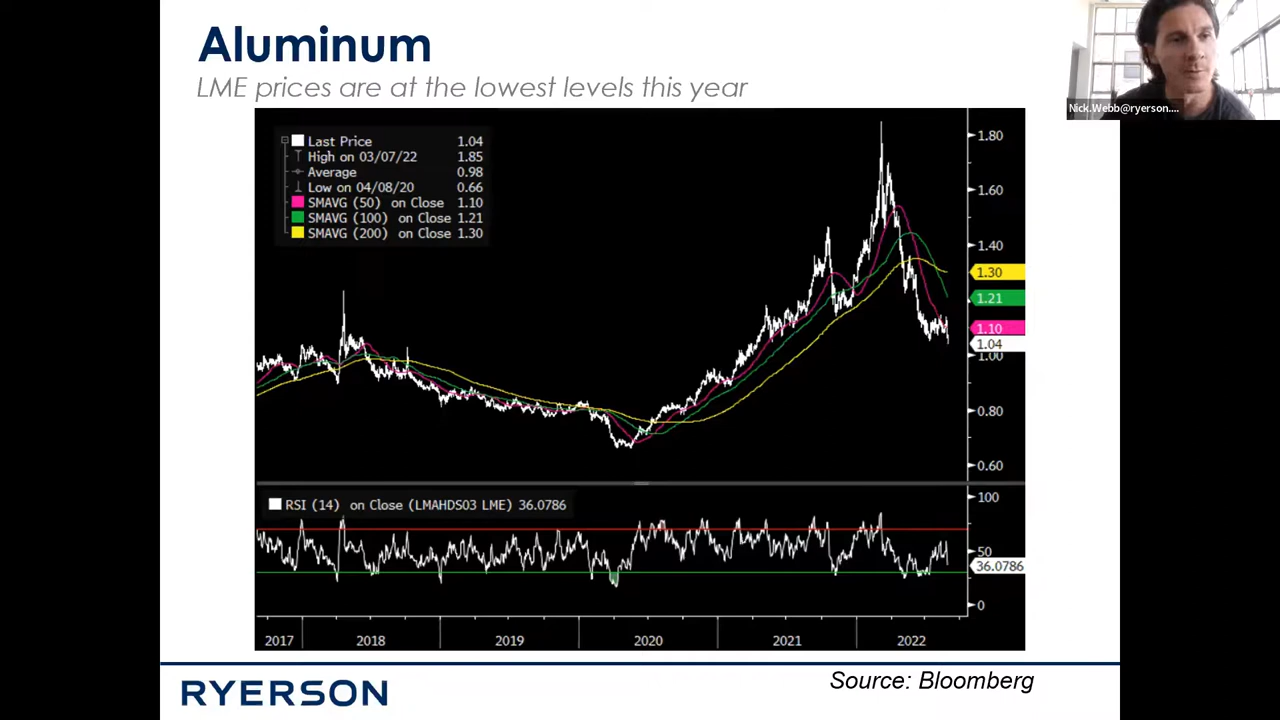 Aluminum
LME prices are at the lowest levels this year
Nick.Webb@ryerson....
Last Price 1.04
High on 03/07/22 1.85
Average 0.98
Low on 04/08/20 0.66
SMAVG (50) on Close 1.10
SMAVG (100) on Close 1.21
SMAVG (200) on Close 1.30
1.80
1.60
1.40
1.30
1.21
1.10
1.04
1.00
0.80
0.60
RSI (14) on Close (LMAHDS03 LME) 36.0786
100
50
36.0786
0
2017 2018 2019 2020 2021 2022
RYERSON
Source: Bloomberg